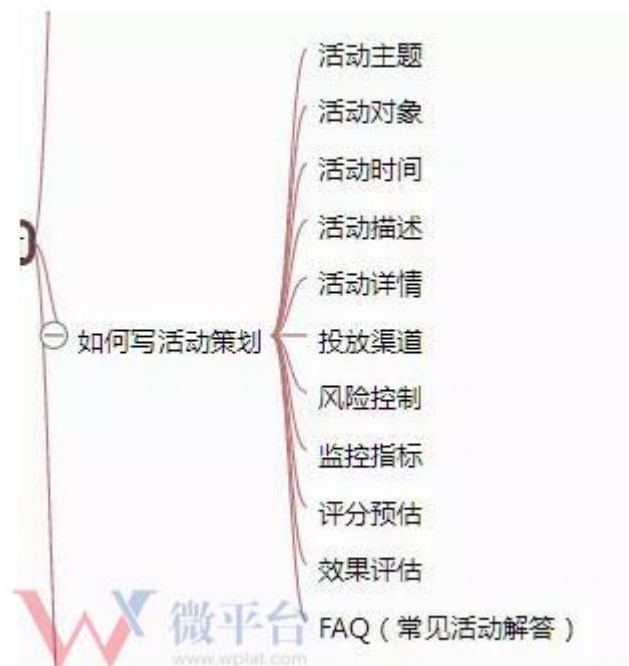 活动主题
活动对象
活动时间
活动描述
活动详情
如何写活动策划
投放渠道
风险控制
监控指标
评分预估
效果评估
FAQ（常见活动解答）
微平台
www.wplat.com